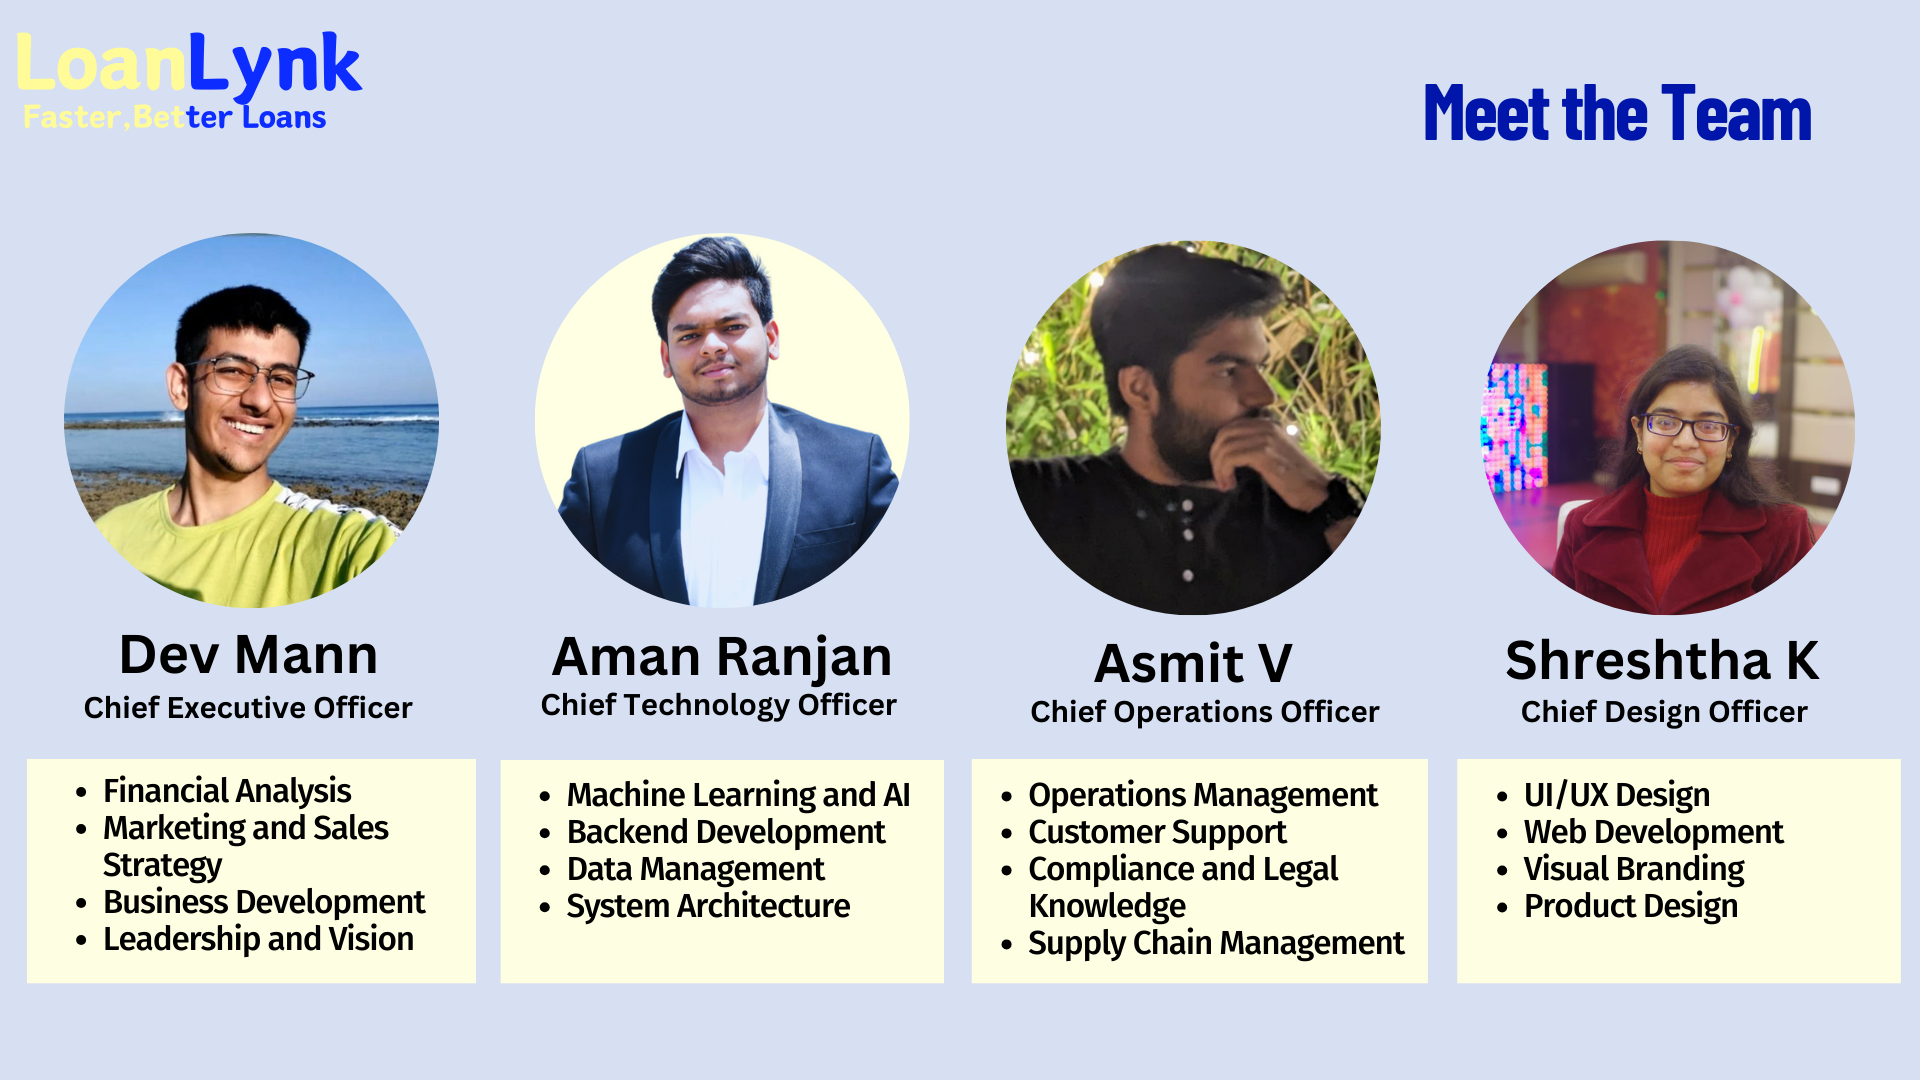 LoanLynk
Faster,Better Loans
Meet the Team
Dev Mann
Chief Executive Officer
• Financial Analysis
• Marketing and Sales
Strategy
• Business Development
• Leadership and Vision
Aman Ranjan
Chief Technology Officer
• Machine Learning and AI
• Backend Development
• Data Management
• System Architecture
Asmit V
Chief Operations Officer
• Operations Management
• Customer Support
• Compliance and Legal
Knowledge
• Supply Chain Management
Shreshtha K
Chief Design Officer
• UI/UX Design
• Web Development
• Visual Branding
• Product Design